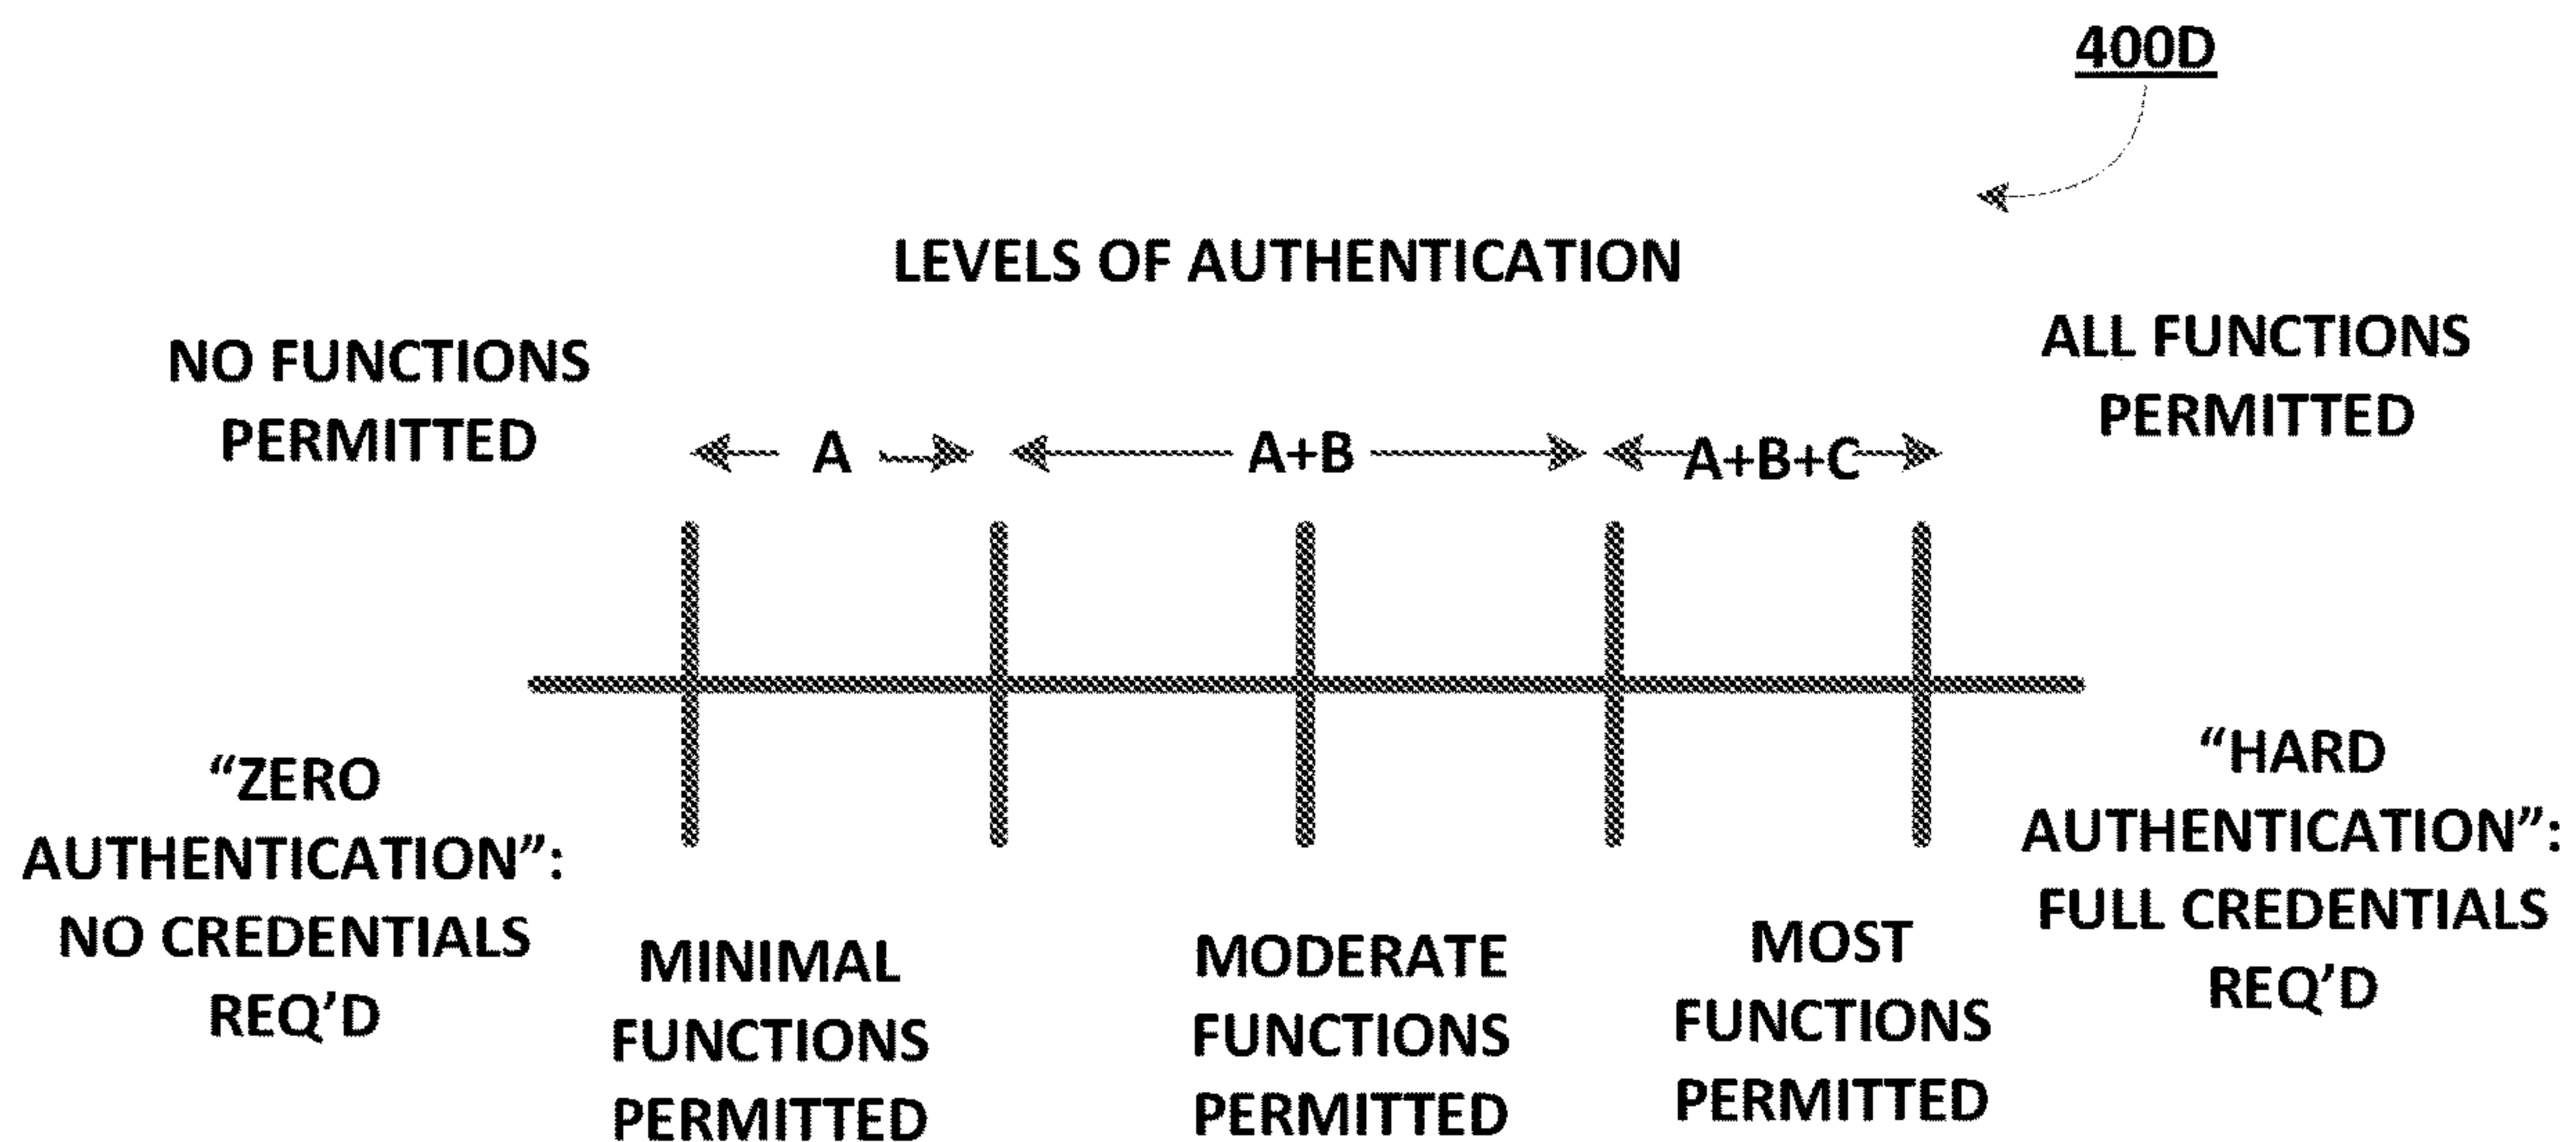 400D
LEVELS OF AUTHENTICATION
NO FUNCTIONS
PERMITTED
ALL FUNCTIONS
PERMITTED
A
A+B
A+B+C
“ZERO
AUTHENTICATION”:
NO CREDENTIALS
REQ’D
MINIMAL
FUNCTIONS
PERMITTED
MODERATE
FUNCTIONS
PERMITTED
MOST
FUNCTIONS
PERMITTED
“HARD
AUTHENTICATION”:
FULL CREDENTIALS
REQ’D